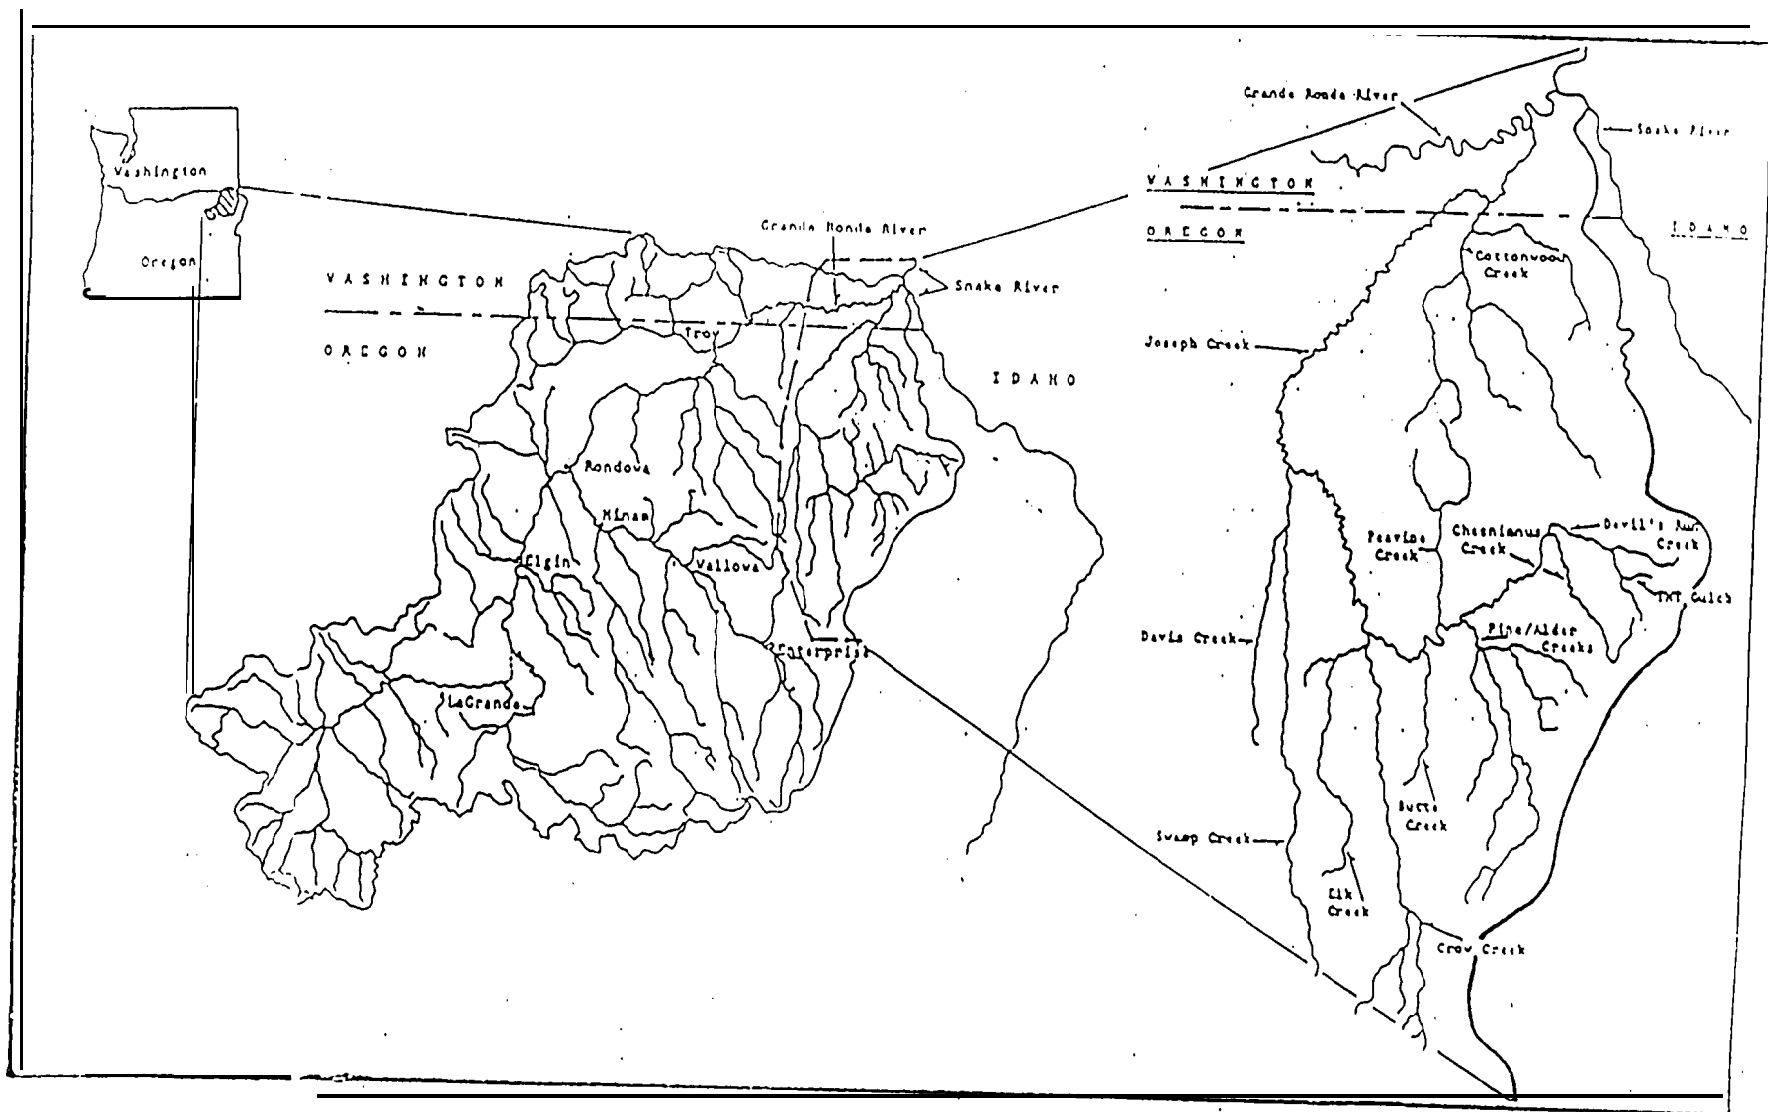 Washington
Oregon
WASHINGTON
OREGON
Grande Ronde River
Snake River
IDAHO
Troy
Rondowa
Minam
Wallowa
Elgin
Enterprise
LaGrande
Grande Ronde River
Snake River
WASHINGTON
OREGON
IDAHO
Cottonwood
Creek
Joseph Creek
Peavine
Creek
Chesnianus
Creek
Devil's Run
Creek
TNT Gulch
Davis Creek
Pine/Alder
Creeks
Butte
Creek
Swamp Creek
Elk
Creek
Crow Creek